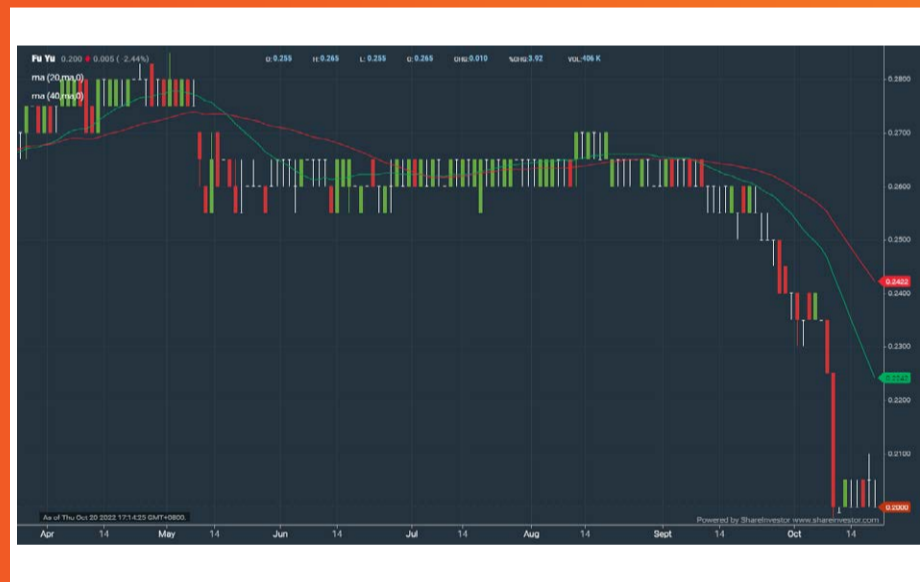 Fu Yu 0.200 0.005 ( -2.44%) O: 0.255 H: 0.265 L: 0.255 C: 0.265 CHG: 0.010 %CHG: 3.92 VOL: 406 K
ma (20,ma,0)
ma (40,ma,0)
0.2800
0.2700
0.2600
0.2500
0.2422
0.2400
0.2300
0.2200
0.2100
0.2000
As of Thu Oct 20 2022 17:14:25 GMT+0800.
Powered by ShareInvestor www.shareinvestor.com
Apr 14 May 14 Jun 14 Jul 14 Aug 14 Sept 14 Oct 14